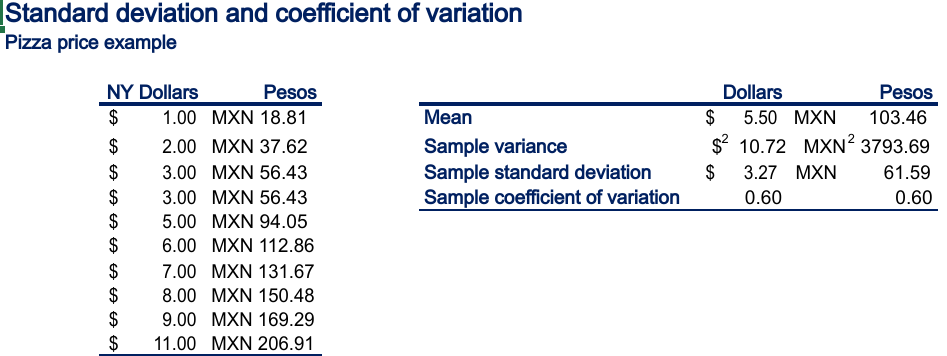 Standard deviation and coefficient of variation
Pizza price example
NY Dollars Pesos
$ 1.00 MXN 18.81
$ 2.00 MXN 37.62
$ 3.00 MXN 56.43
$ 3.00 MXN 56.43
$ 5.00 MXN 94.05
$ 6.00 MXN 112.86
$ 7.00 MXN 131.67
$ 8.00 MXN 150.48
$ 9.00 MXN 169.29
$ 11.00 MXN 206.91
Dollars Pesos
Mean $ 5.50 MXN 103.46
Sample variance $² 10.72 MXN² 3793.69
Sample standard deviation $ 3.27 MXN 61.59
Sample coefficient of variation 0.60 0.60